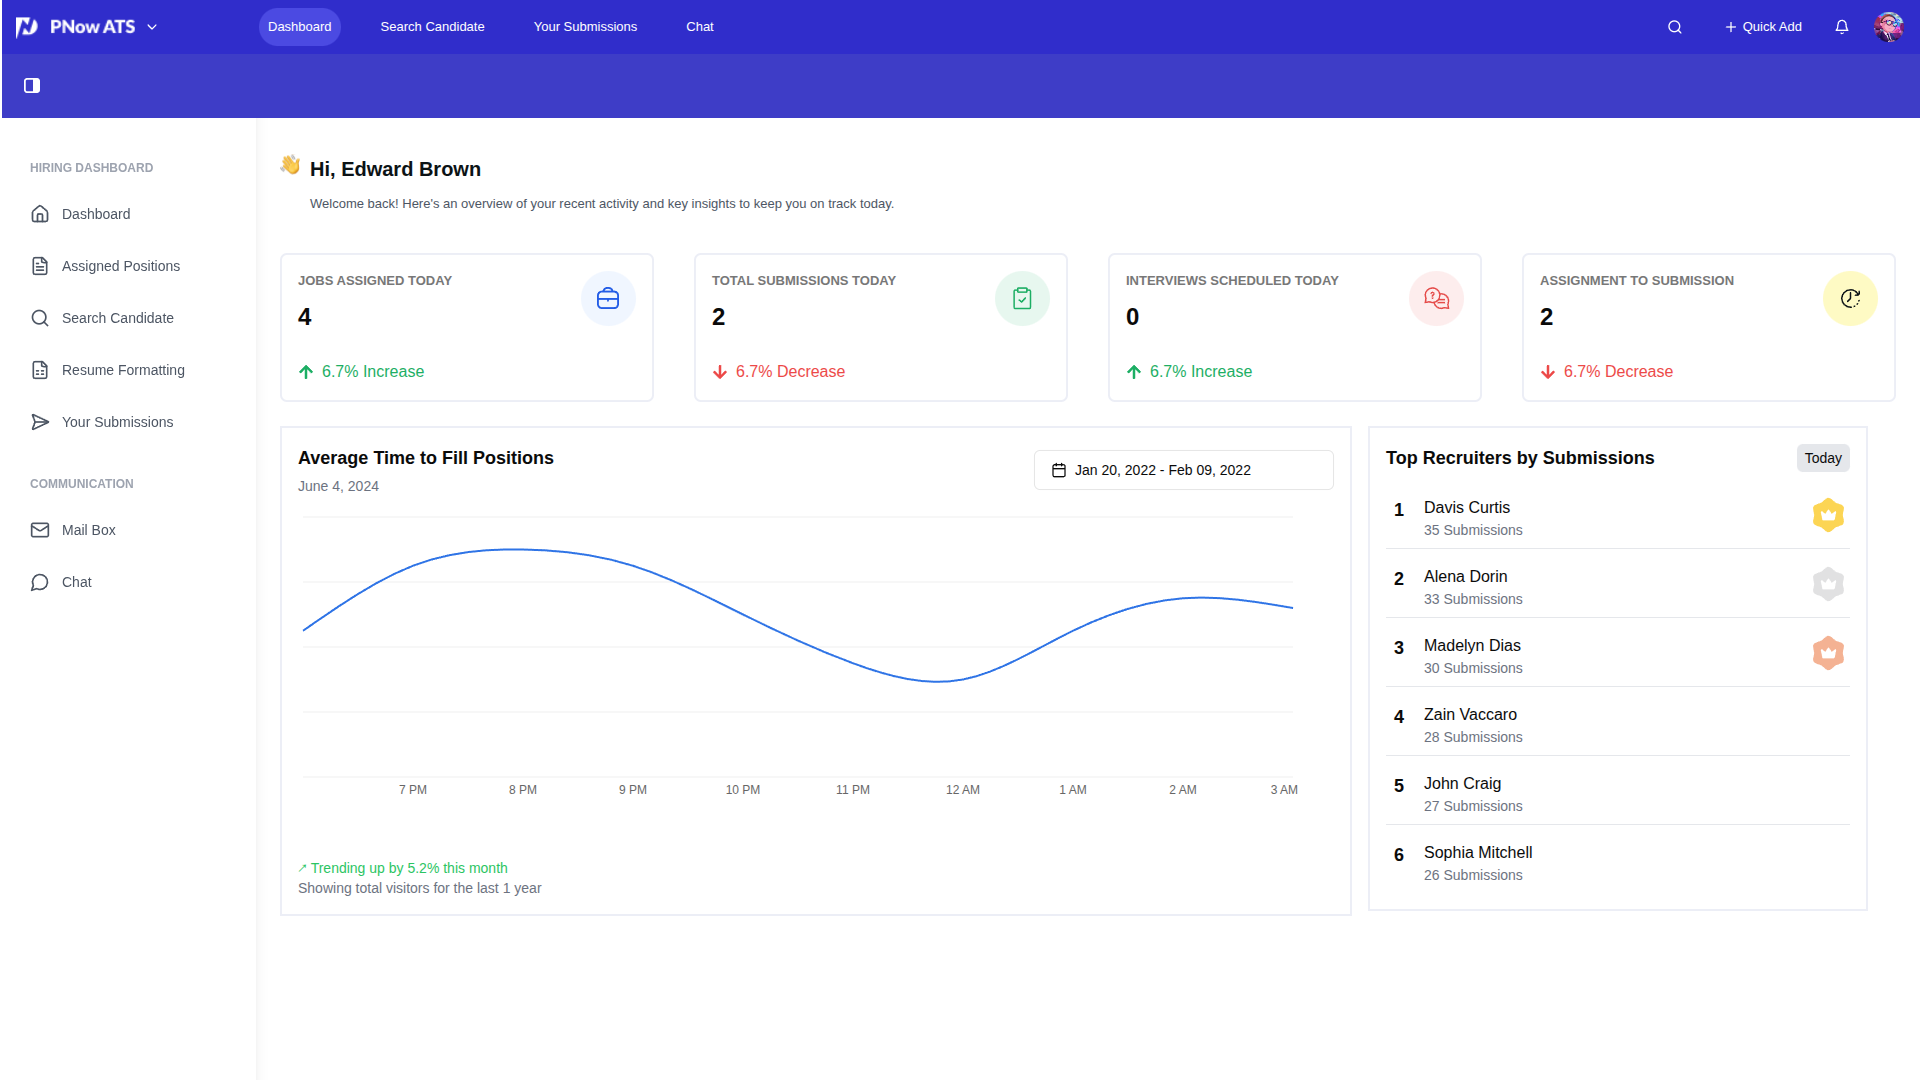 PNow ATS
Dashboard
Search Candidate
Your Submissions
Chat
Quick Add
HIRING DASHBOARD
Dashboard
Assigned Positions
Search Candidate
Resume Formatting
Your Submissions
COMMUNICATION
Mail Box
Chat
👋 Hi, Edward Brown
Welcome back! Here's an overview of your recent activity and key insights to keep you on track today.
JOBS ASSIGNED TODAY
4
6.7% Increase
TOTAL SUBMISSIONS TODAY
2
6.7% Decrease
INTERVIEWS SCHEDULED TODAY
0
6.7% Increase
ASSIGNMENT TO SUBMISSION
2
6.7% Decrease
Average Time to Fill Positions
June 4, 2024
Jan 20, 2022 - Feb 09, 2022
7 PM
8 PM
9 PM
10 PM
11 PM
12 AM
1 AM
2 AM
3 AM
Trending up by 5.2% this month
Showing total visitors for the last 1 year
Top Recruiters by Submissions
Today
1
Davis Curtis
35 Submissions
2
Alena Dorin
33 Submissions
3
Madelyn Dias
30 Submissions
4
Zain Vaccaro
28 Submissions
5
John Craig
27 Submissions
6
Sophia Mitchell
26 Submissions